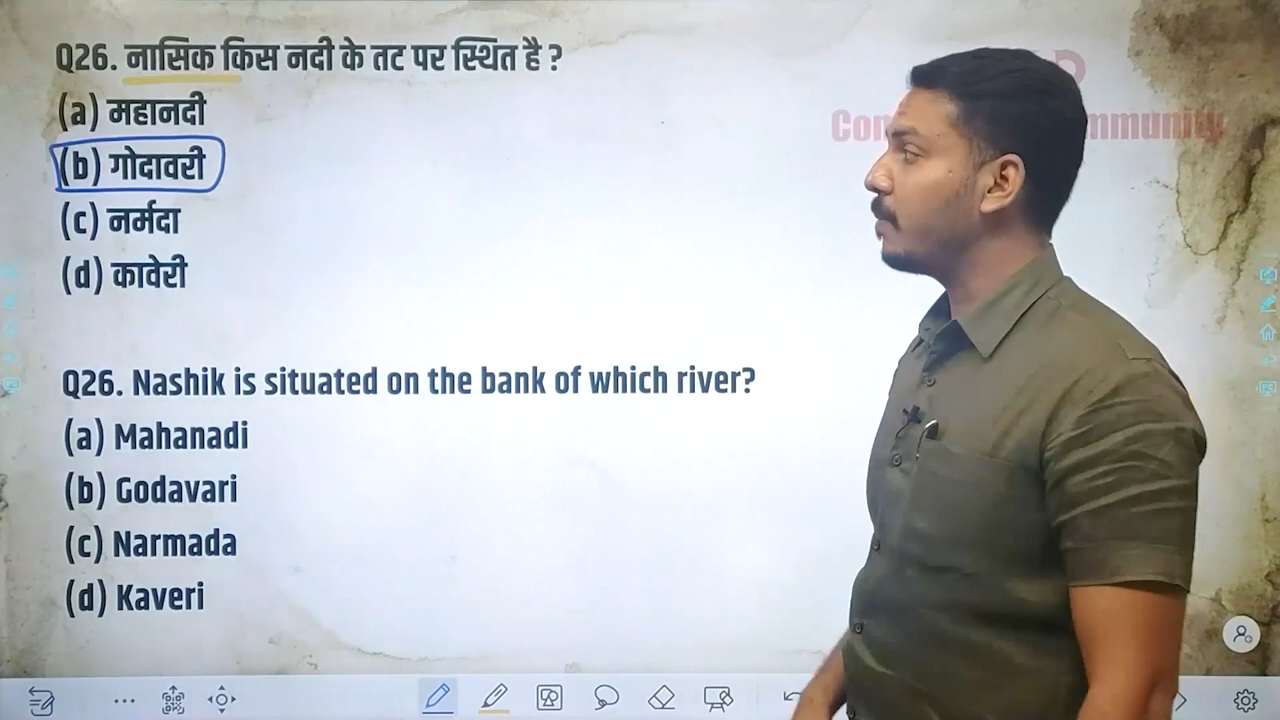 Q26. नासिक किस नदी के तट पर स्थित है ?
(a) महानदी
(b) गोदावरी
(c) नर्मदा
(d) कावेरी
Q26. Nashik is situated on the bank of which river?
(a) Mahanadi
(b) Godavari
(c) Narmada
(d) Kaveri